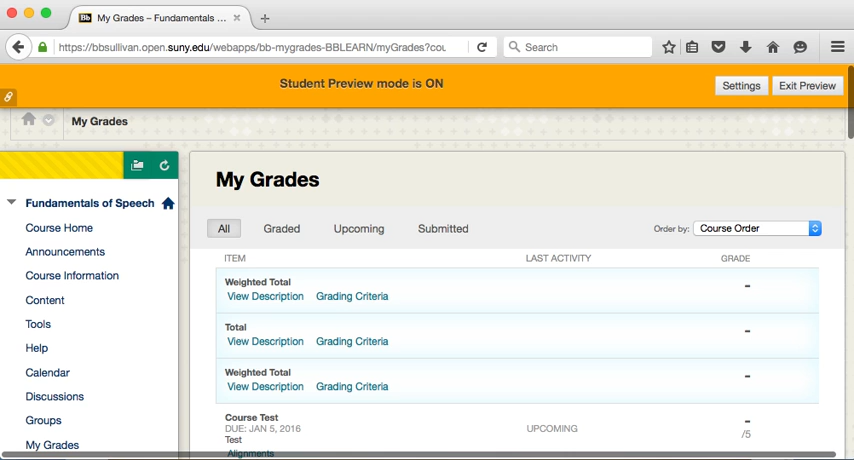 Bb My Grades – Fundamentals ...
https://bbsullivan.open.suny.edu/webapps/bb-mygrades-BBLEARN/myGrades?cou
Search
Student Preview mode is ON
Settings
Exit Preview
My Grades
Fundamentals of Speech
Course Home
Announcements
Course Information
Content
Tools
Help
Calendar
Discussions
Groups
My Grades
My Grades
All Graded Upcoming Submitted
Order by: Course Order
ITEM LAST ACTIVITY GRADE
Weighted Total -
View Description Grading Criteria
Total -
View Description Grading Criteria
Weighted Total -
View Description Grading Criteria
Course Test -
DUE: JAN 5, 2016 UPCOMING /5
Test
Alignments